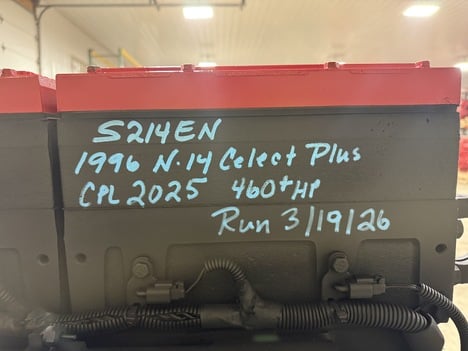 S214EN
1996 N-14 Celect Plus
CPL 2025 460+ HP
Run 3/19/26